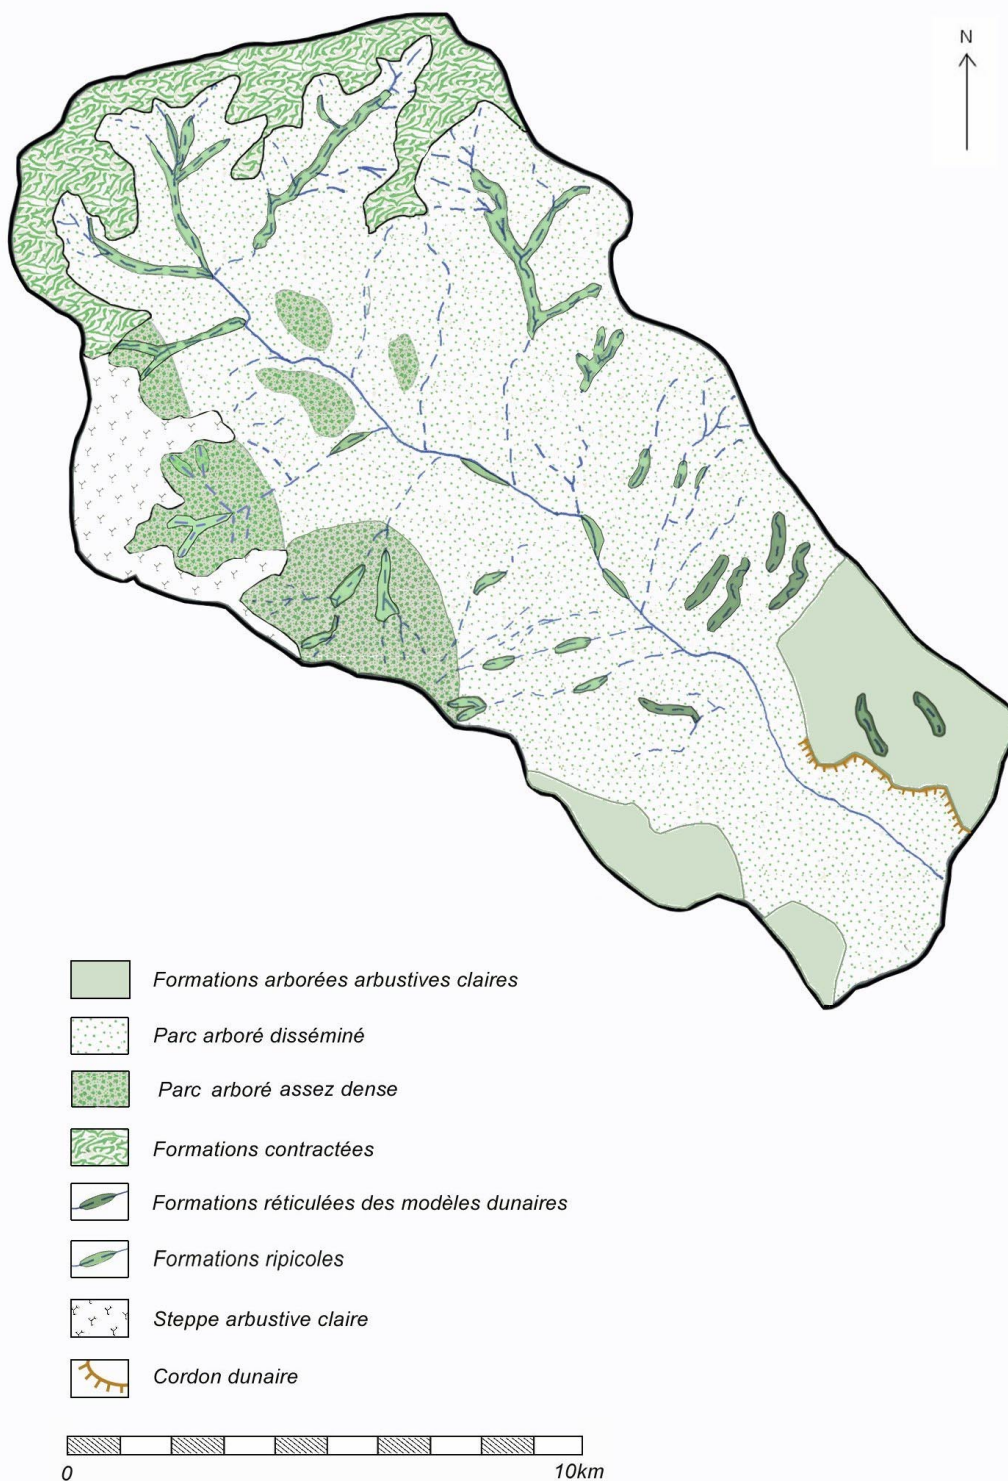 N
Formations arborées arbustives claires
Parc arboré disséminé
Parc arboré assez dense
Formations contractées
Formations réticulées des modèles dunaires
Formations ripicoles
Steppe arbustive claire
Cordon dunaire
0 10km